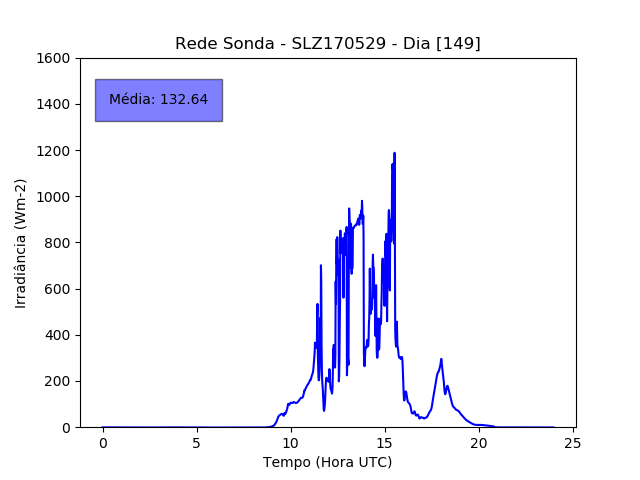 Rede Sonda - SLZ170529 - Dia [149]
Média: 132.64
Irradiância (Wm-2)
1600
1400
1200
1000
800
600
400
200
0
0 5 10 15 20 25
Tempo (Hora UTC)